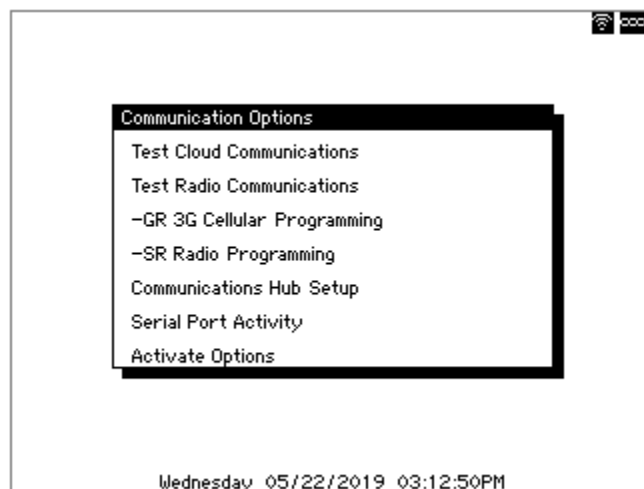 Communication Options
Test Cloud Communications
Test Radio Communications
-GR 3G Cellular Programming
-SR Radio Programming
Communications Hub Setup
Serial Port Activity
Activate Options
Wednesday 05/22/2019 03:12:50PM